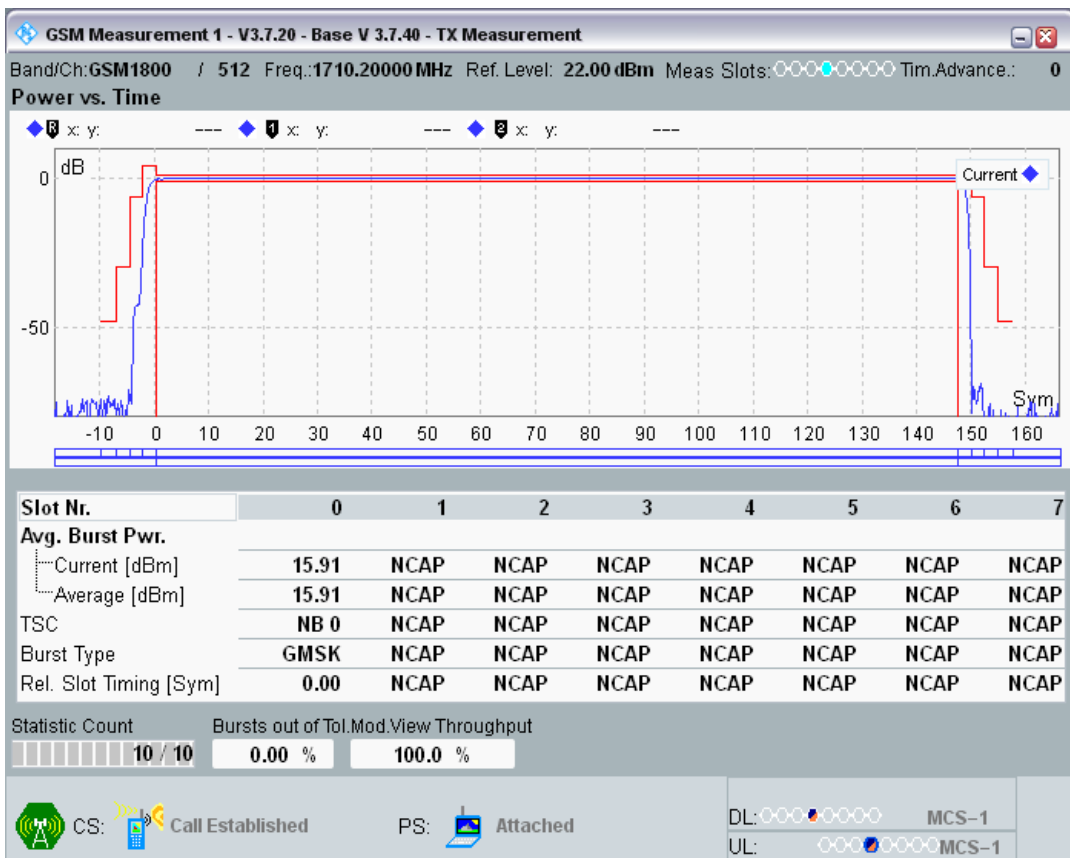 GSM Measurement 1 - V3.7.20 - Base V 3.7.40 - TX Measurement
Band/Ch:GSM1800 / 512 Freq.:1710.20000 MHz Ref. Level: 22.00 dBm Meas Slots: Tim.Advance.: 0
Power vs. Time
R x: y: --- 1 x: y: --- 2 x: y: ---
dB
Current
0
-50
Sym
-10 0 10 20 30 40 50 60 70 80 90 100 110 120 130 140 150 160
Slot Nr. 0 1 2 3 4 5 6 7
Avg. Burst Pwr.
Current [dBm] 15.91 NCAP NCAP NCAP NCAP NCAP NCAP NCAP
Average [dBm] 15.91 NCAP NCAP NCAP NCAP NCAP NCAP NCAP
TSC NB 0 NCAP NCAP NCAP NCAP NCAP NCAP NCAP
Burst Type GMSK NCAP NCAP NCAP NCAP NCAP NCAP NCAP
Rel. Slot Timing [Sym] 0.00 NCAP NCAP NCAP NCAP NCAP NCAP NCAP
Statistic Count Bursts out of Tol.Mod.View Throughput
10 / 10 0.00 % 100.0 %
CS: Call Established PS: Attached DL: MCS-1
UL: MCS-1